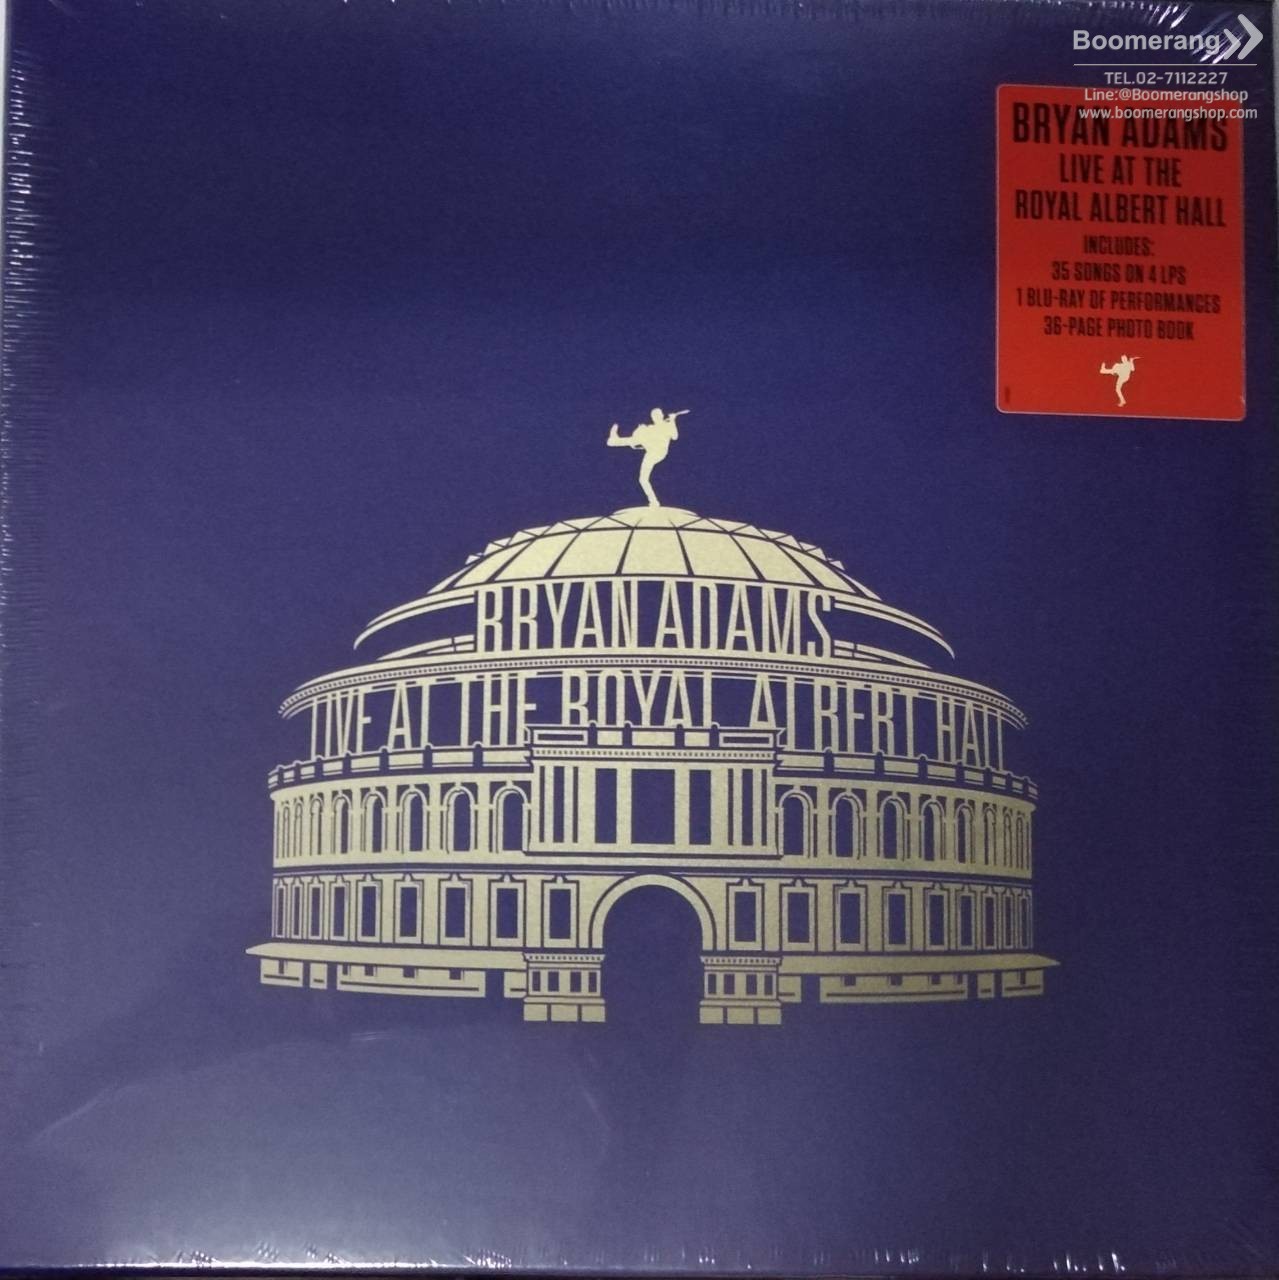 Boomerang
TEL.02-7112227
Line:@Boomerangshop
www.boomerangshop.com
BRYAN ADAMS
LIVE AT THE
ROYAL ALBERT HALL
INCLUDES:
35 SONGS ON 4 LPS
1 BLU-RAY OF PERFORMANCES
36-PAGE PHOTO BOOK
BRYAN ADAMS
LIVE AT THE ROYAL ALBERT HALL